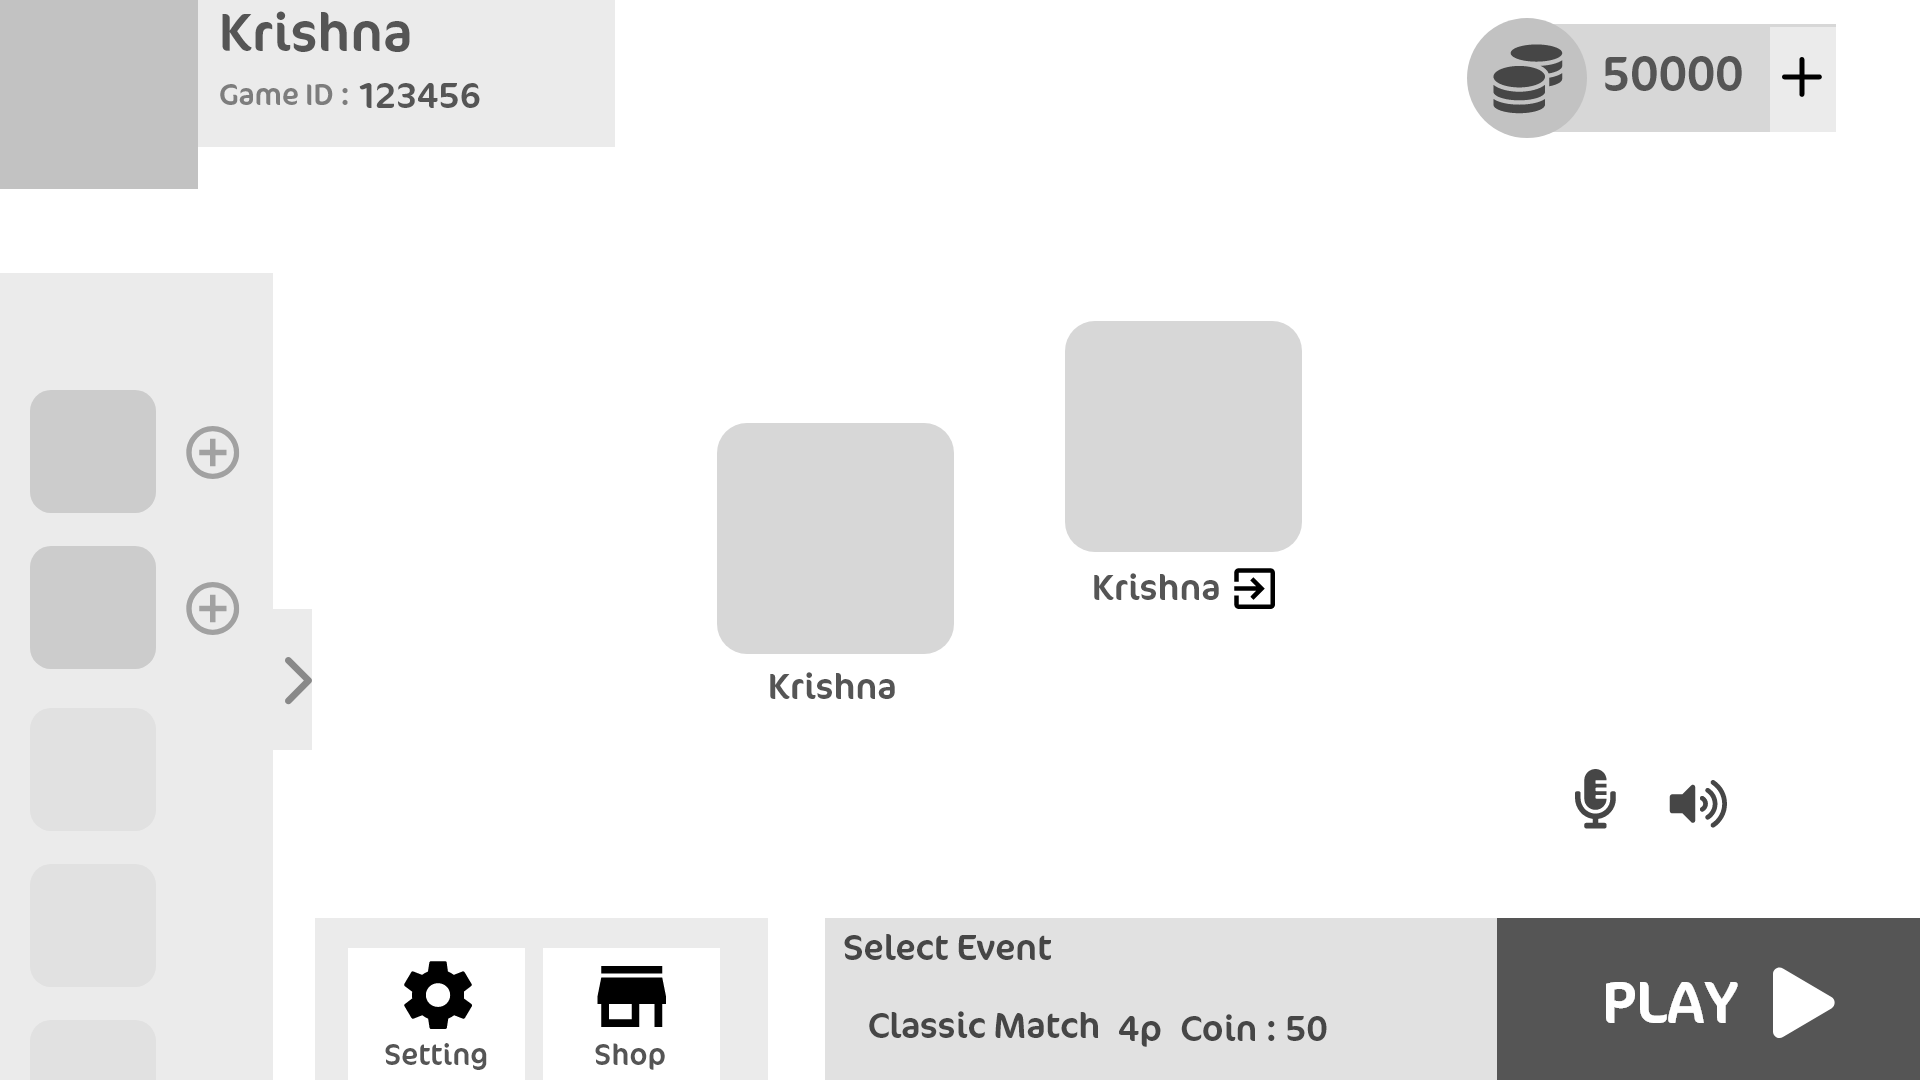 Krishna
Game ID : 123456
50000
Krishna
Krishna
Setting
Shop
Select Event
Classic Match 4p Coin : 50
PLAY